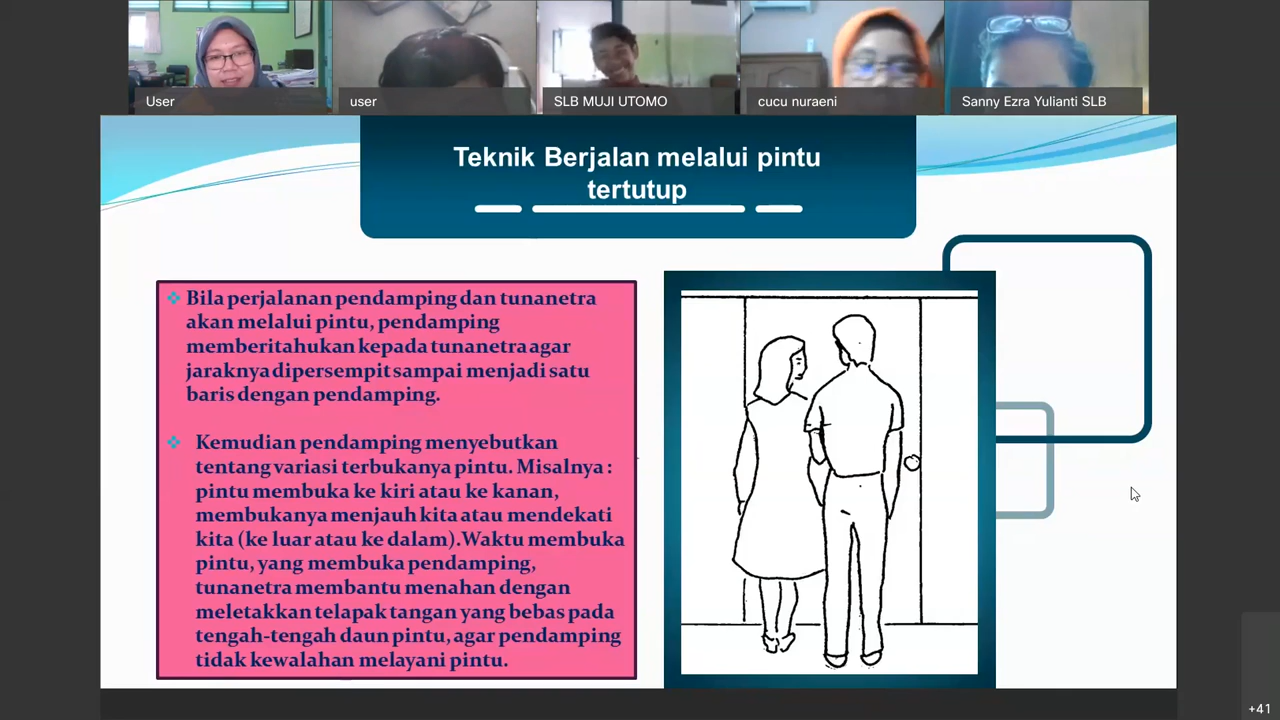 User
user
SLB MUJI UTOMO
cucu nuraeni
Sanny Ezra Yulianti SLB
Teknik Berjalan melalui pintu
tertutup
Bila perjalanan pendamping dan tunanetra
akan melalui pintu, pendamping
memberitahukan kepada tunanetra agar
jaraknya dipersempit sampai menjadi satu
baris dengan pendamping.
Kemudian pendamping menyebutkan
tentang variasi terbukanya pintu. Misalnya :
pintu membuka ke kiri atau ke kanan,
membukanya menjauh kita atau mendekati
kita (ke luar atau ke dalam).Waktu membuka
pintu, yang membuka pendamping,
tunanetra membantu menahan dengan
meletakkan telapak tangan yang bebas pada
tengah-tengah daun pintu, agar pendamping
tidak kewalahan melayani pintu.
+41